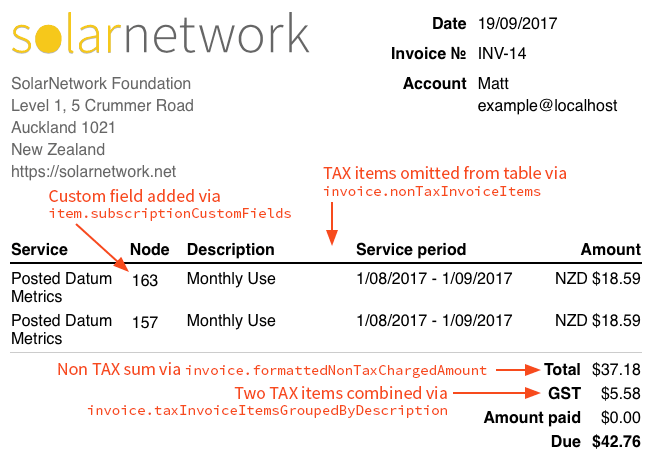 solarnetwork
Date 19/09/2017
Invoice № INV-14
Account Matt
example@localhost
SolarNetwork Foundation
Level 1, 5 Crummer Road
Auckland 1021
New Zealand
https://solarnetwork.net
TAX items omitted from table via
invoice.nonTaxInvoiceItems
Custom field added via
item.subscriptionCustomFields
Service Node Description Service period Amount
Posted Datum 163 Monthly Use 1/08/2017 - 1/09/2017 NZD $18.59
Metrics
Posted Datum 157 Monthly Use 1/08/2017 - 1/09/2017 NZD $18.59
Metrics
Non TAX sum via invoice.formattedNonTaxChargedAmount Total $37.18
Two TAX items combined via GST $5.58
invoice.taxInvoiceItemsGroupedByDescription
Amount paid $0.00
Due $42.76